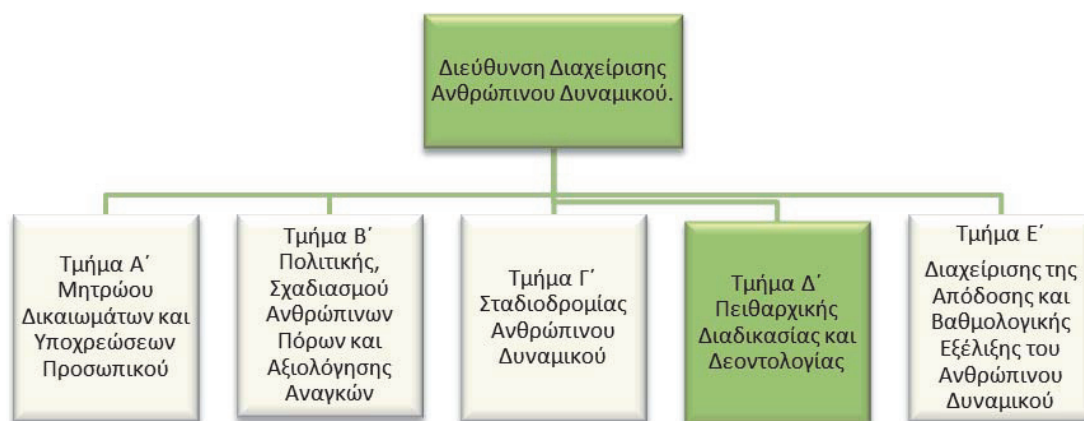 Διεύθυνση Διαχείρισης
Ανθρώπινου Δυναμικού.
Τμήμα Α΄
Μητρώου
Δικαιωμάτων και
Υποχρεώσεων
Προσωπικού
Τμήμα Β΄
Πολιτικής,
Σχαδιασμού
Ανθρώπινων
Πόρων και
Αξιολόγησης
Αναγκών
Τμήμα Γ΄
Σταδιοδρομίας
Ανθρώπινου
Δυναμικού
Τμήμα Δ΄
Πειθαρχικής
Διαδικασίας και
Δεοντολογίας
Τμήμα Ε΄
Διαχείρισης της
Απόδοσης και
Βαθμολογικής
Εξέλιξης του
Ανθρώπινου
Δυναμικού